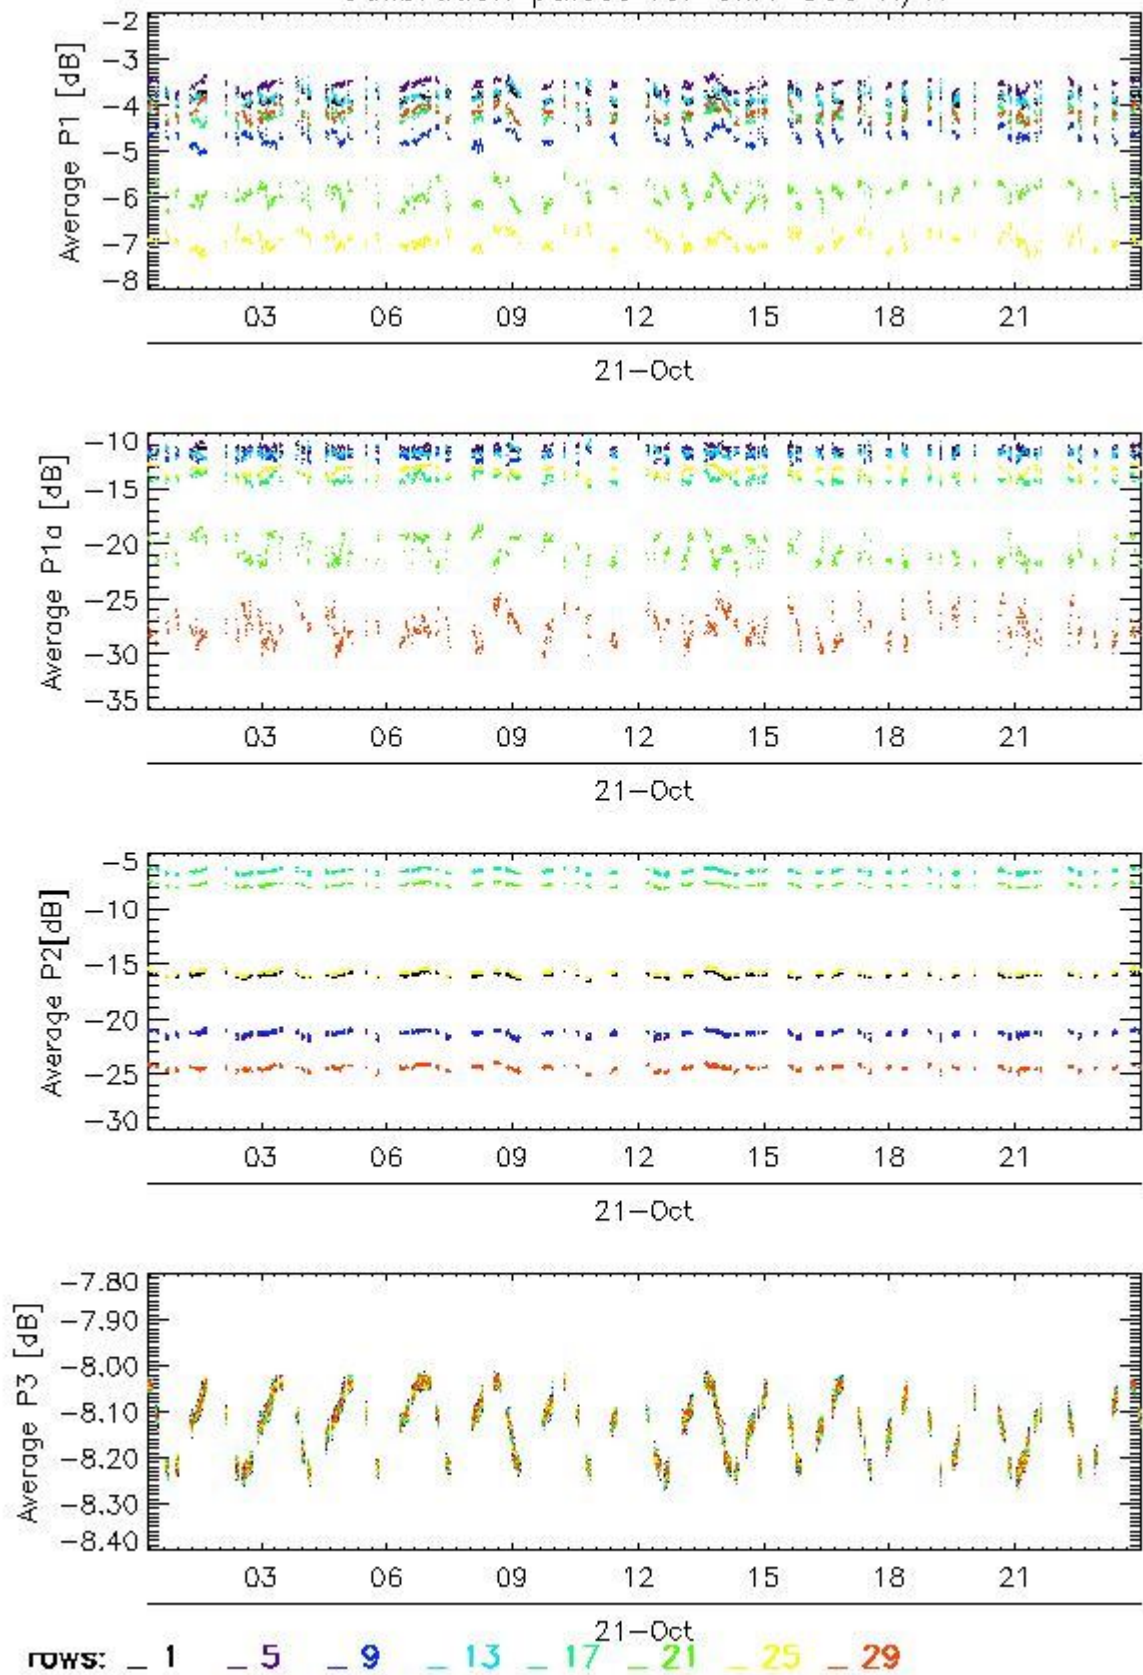 -2
-3
-4
-5
-6
-7
-8
Average P1 [dB]
03 06 09 12 15 18 21
21-Oct
-10
-15
-20
-25
-30
-35
Average P1a [dB]
03 06 09 12 15 18 21
21-Oct
-5
-10
-15
-20
-25
-30
Average P2[dB]
03 06 09 12 15 18 21
21-Oct
-7.80
-7.90
-8.00
-8.10
-8.20
-8.30
-8.40
Average P3 [dB]
03 06 09 12 15 18 21
21-Oct
rows: _ 1 _ 5 _ 9 _ 13 _ 17 _ 21 _ 25 _ 29